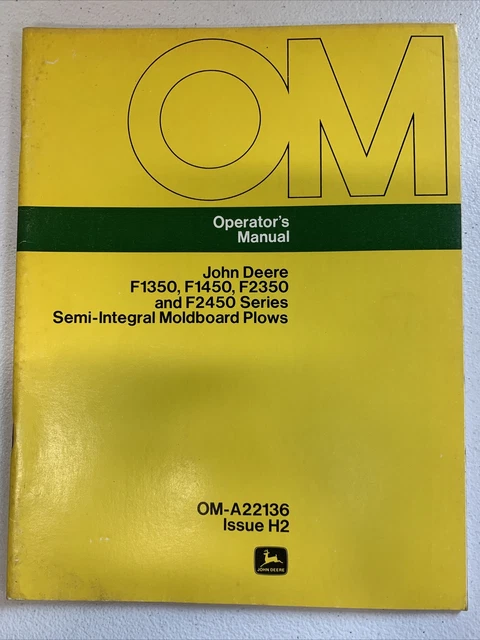 OM
Operator's
Manual
John Deere
F1350, F1450, F2350
and F2450 Series
Semi-Integral Moldboard Plows
OM-A22136
Issue H2
JOHN DEERE